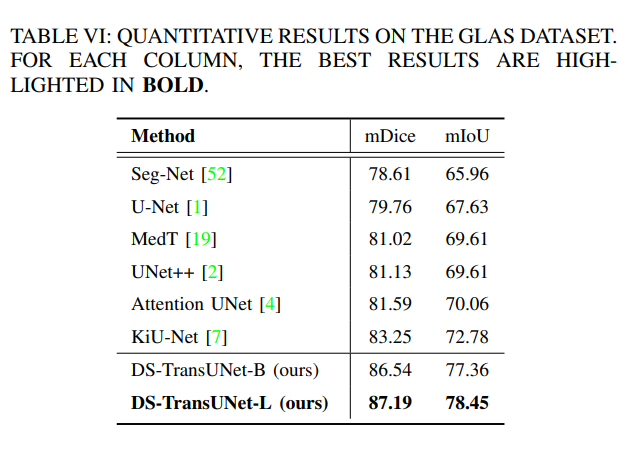 TABLE VI: QUANTITATIVE RESULTS ON THE GLAS DATASET.
FOR EACH COLUMN, THE BEST RESULTS ARE HIGH-
LIGHTED IN BOLD.
Method mDice mIoU
Seg-Net [52] 78.61 65.96
U-Net [1] 79.76 67.63
MedT [19] 81.02 69.61
UNet++ [2] 81.13 69.61
Attention UNet [4] 81.59 70.06
KiU-Net [7] 83.25 72.78
DS-TransUNet-B (ours) 86.54 77.36
DS-TransUNet-L (ours) 87.19 78.45